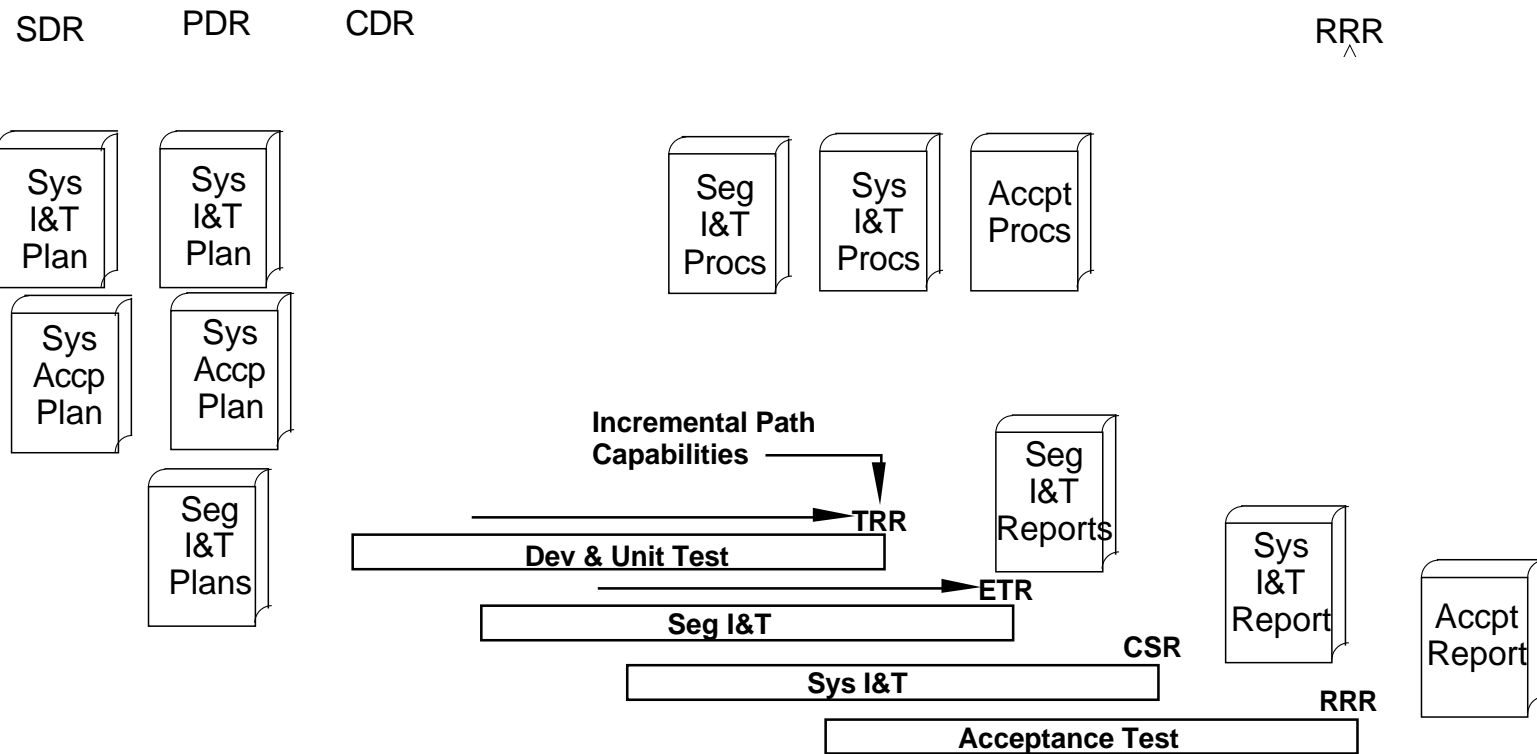 SDR
PDR
CDR
RRR
^
Sys
I&T
Plan
Sys
I&T
Plan
Seg
I&T
Procs
Sys
I&T
Procs
Accpt
Procs
Sys
Accp
Plan
Sys
Accp
Plan
Seg
I&T
Plans
Incremental Path
Capabilities
TRR
Dev & Unit Test
Seg
I&T
Reports
ETR
Seg I&T
CSR
Sys I&T
Sys
I&T
Report
RRR
Acceptance Test
Accpt
Report